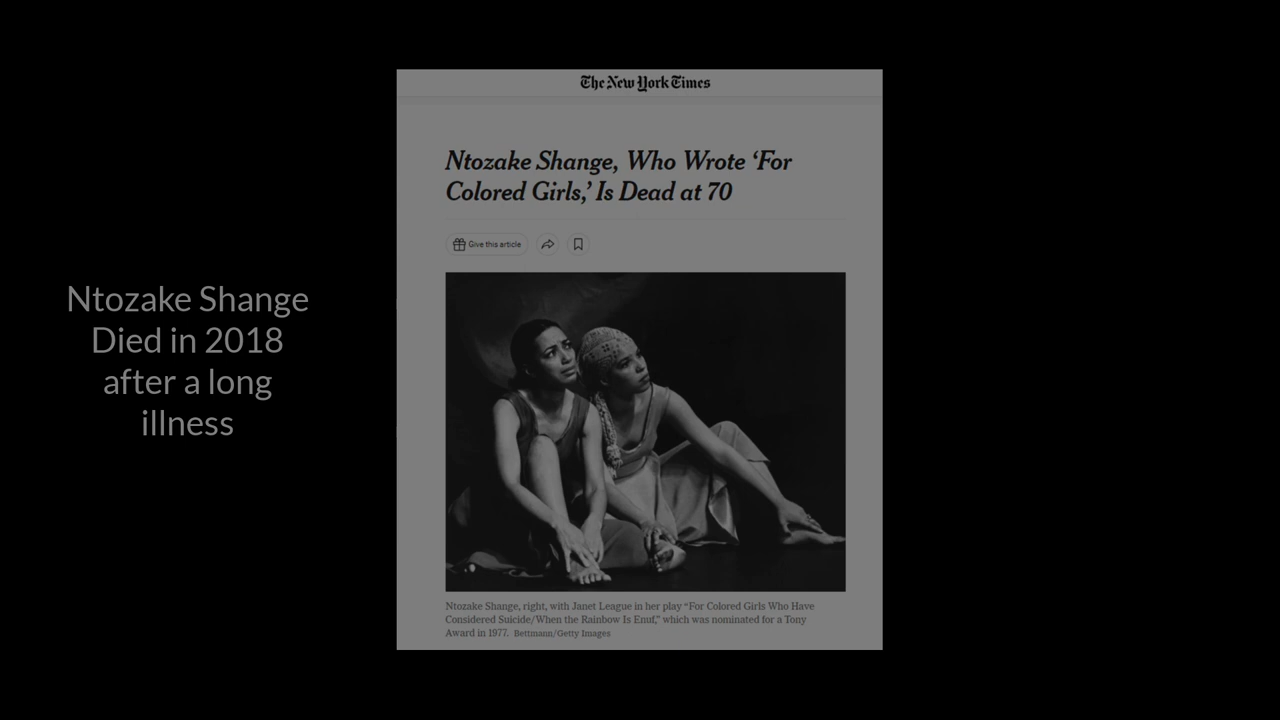 The New York Times
Ntozake Shange, Who Wrote ‘For
Colored Girls,’ Is Dead at 70
Give this article
Ntozake Shange
Died in 2018
after a long
illness
Ntozake Shange, right, with Janet League in her play “For Colored Girls Who Have
Considered Suicide/When the Rainbow Is Enuf,” which was nominated for a Tony
Award in 1977. Bettmann/Getty Images